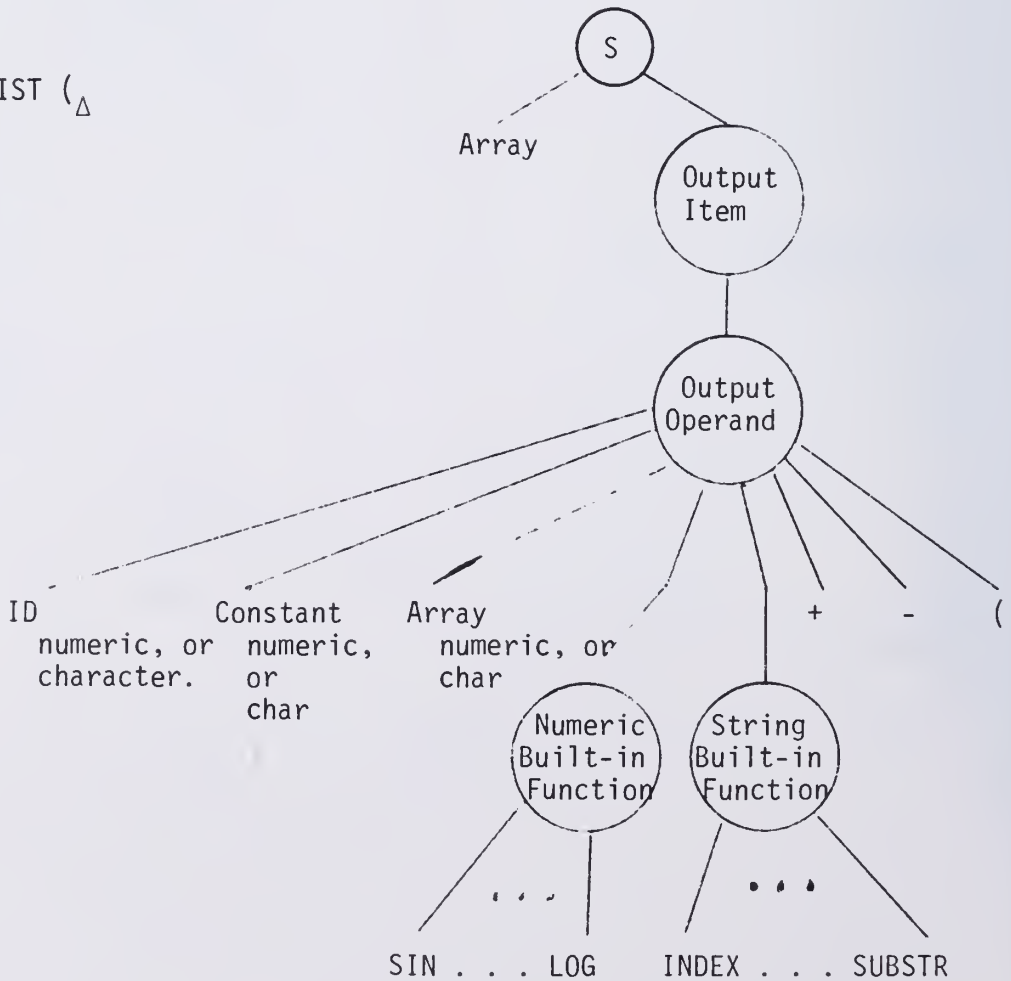 S
IST (Δ
Array
Output
Item
Output
Operand
ID
numeric, or
character.
Constant
numeric,
or
char
Array
numeric, or
char
+
-
(
Numeric
Built-in
Function
String
Built-in
Function
. . .
. . .
SIN . . . LOG
INDEX . . . SUBSTR